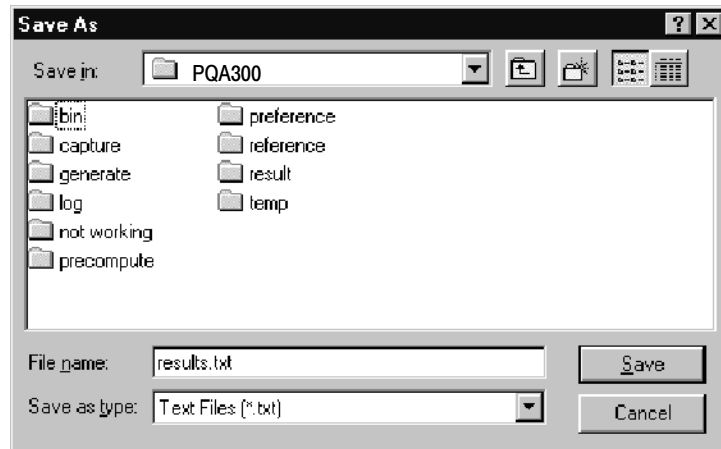 Save As
Save in: PQA300
bin
capture
generate
log
not working
precompute
preference
reference
result
temp
File name: results.txt
Save
Save as type: Text Files (*.txt)
Cancel